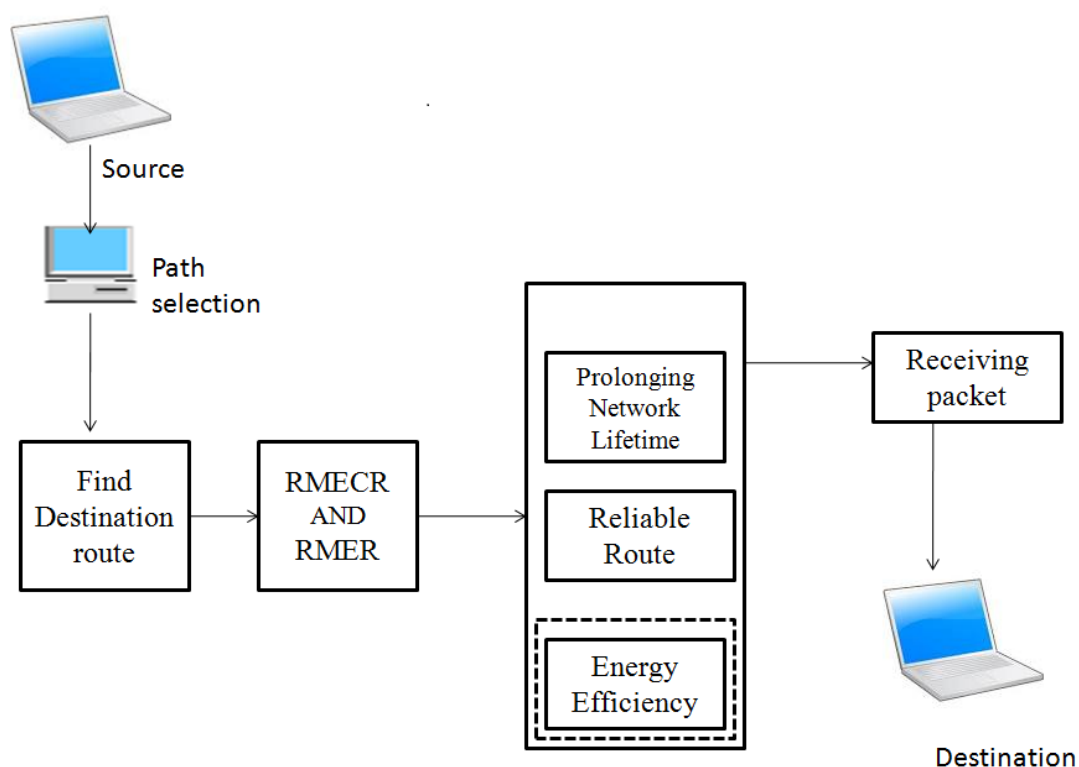 Source
Path
selection
Find
Destination
route
RMECR
AND
RMER
Prolonging
Network
Lifetime
Reliable
Route
Energy
Efficiency
Receiving
packet
Destination